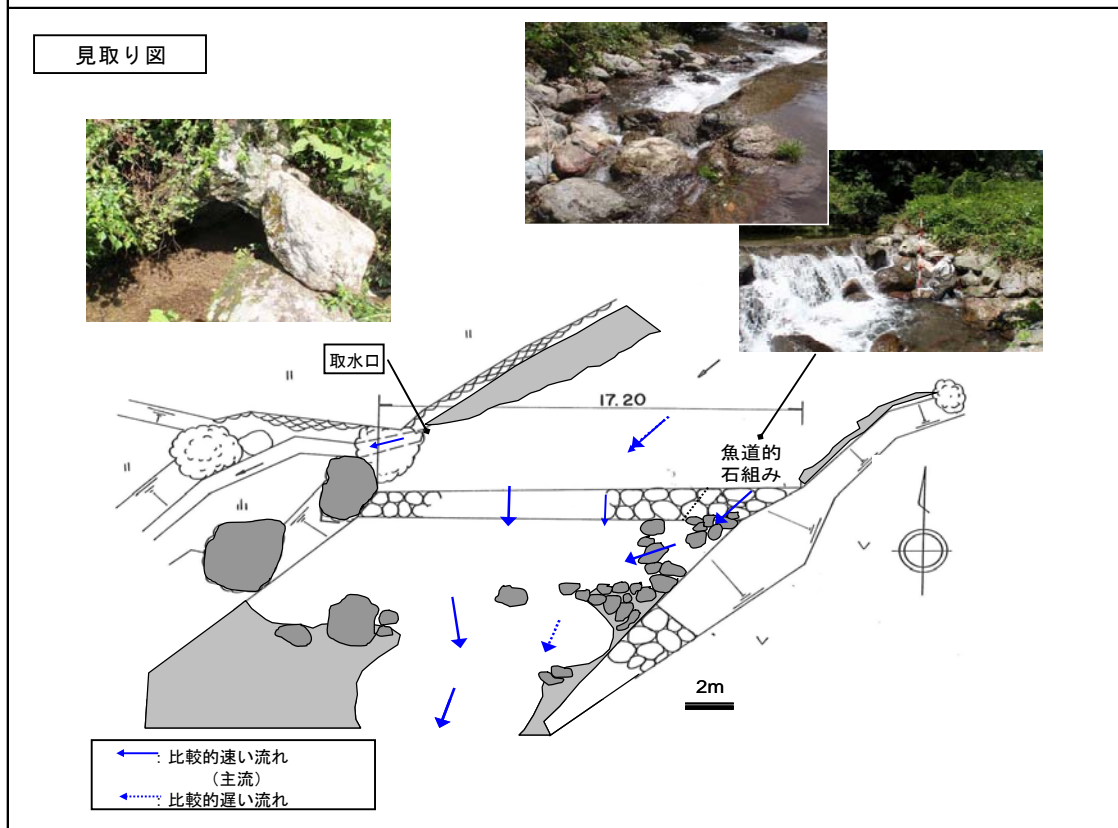 見取り図
取水口
17.20
魚道的
石組み
2m
: 比較的速い流れ
(主流)
: 比較的遅い流れ